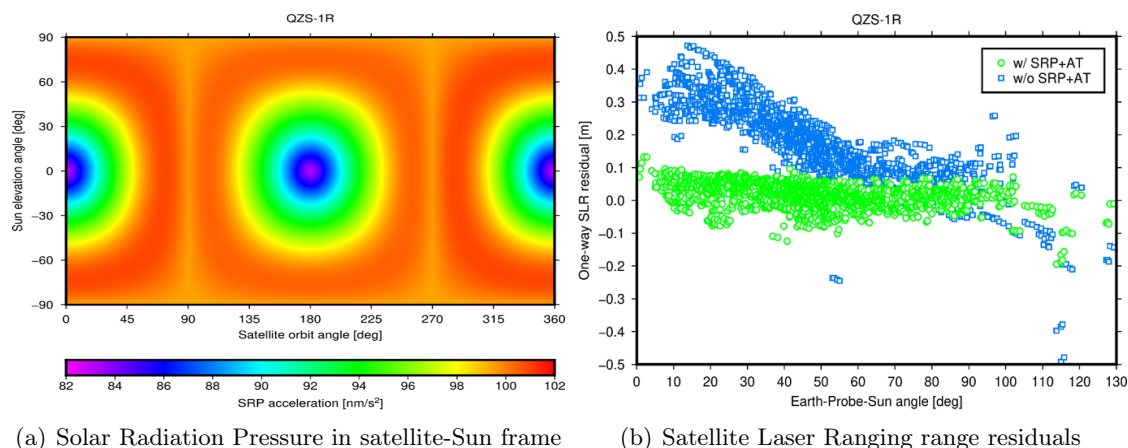 QZS-1R
Sun elevation angle [deg]
90
60
30
0
−30
−60
−90
0 45 90 135 180 225 270 315 360
Satellite orbit angle [deg]
82 84 86 88 90 92 94 96 98 100 102
SRP acceleration [nm/s²]
(a) Solar Radiation Pressure in satellite-Sun frame
QZS-1R
One-way SLR residual [m]
0.5
0.4
0.3
0.2
0.1
0.0
−0.1
−0.2
−0.3
−0.4
−0.5
w/ SRP+AT
w/o SRP+AT
0 10 20 30 40 50 60 70 80 90 100 110 120 130
Earth-Probe-Sun angle [deg]
(b) Satellite Laser Ranging range residuals